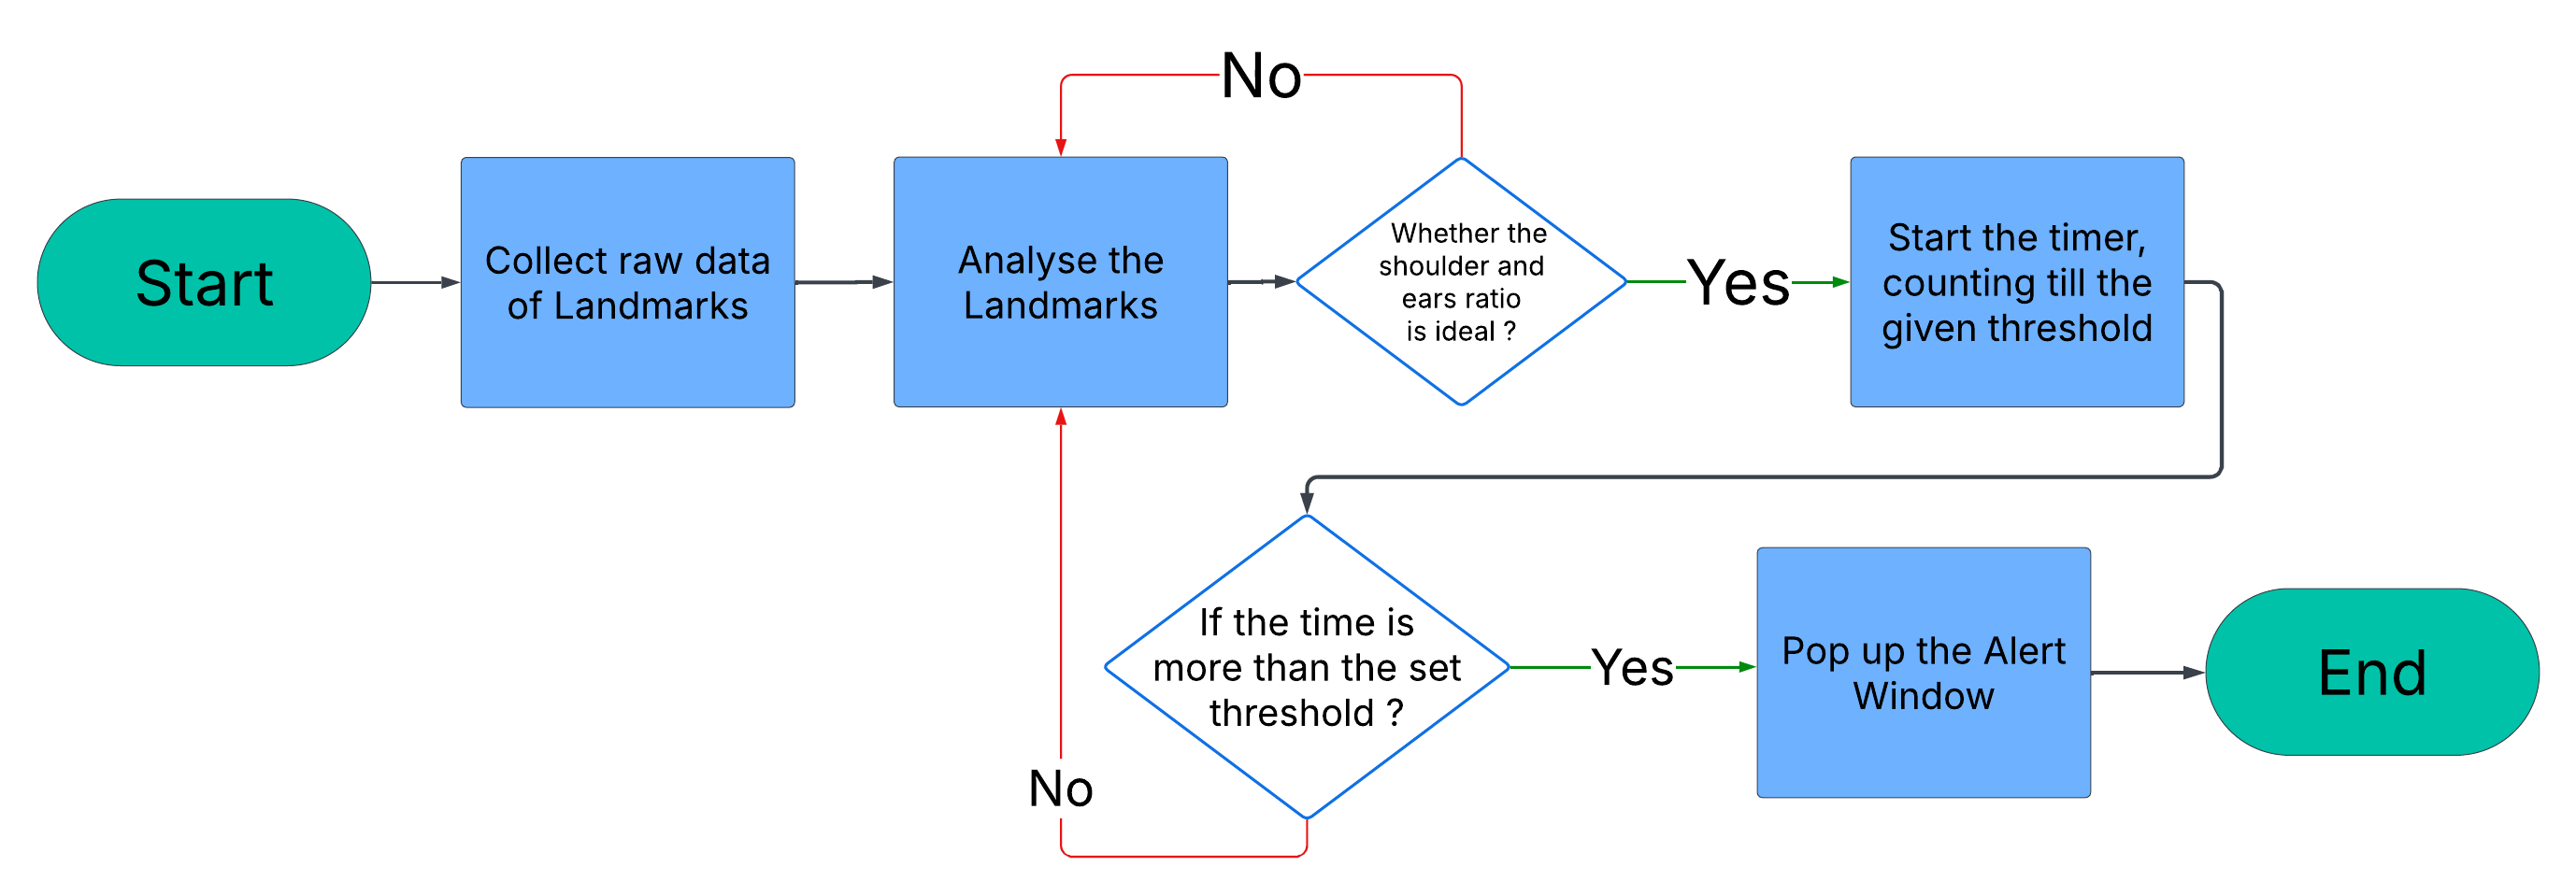 No
Start
Collect raw data
of Landmarks
Analyse the
Landmarks
Whether the
shoulder and
ears ratio
is ideal ?
Yes
Start the timer,
counting till the
given threshold
If the time is
more than the set
threshold ?
Yes
Pop up the Alert
Window
End
No